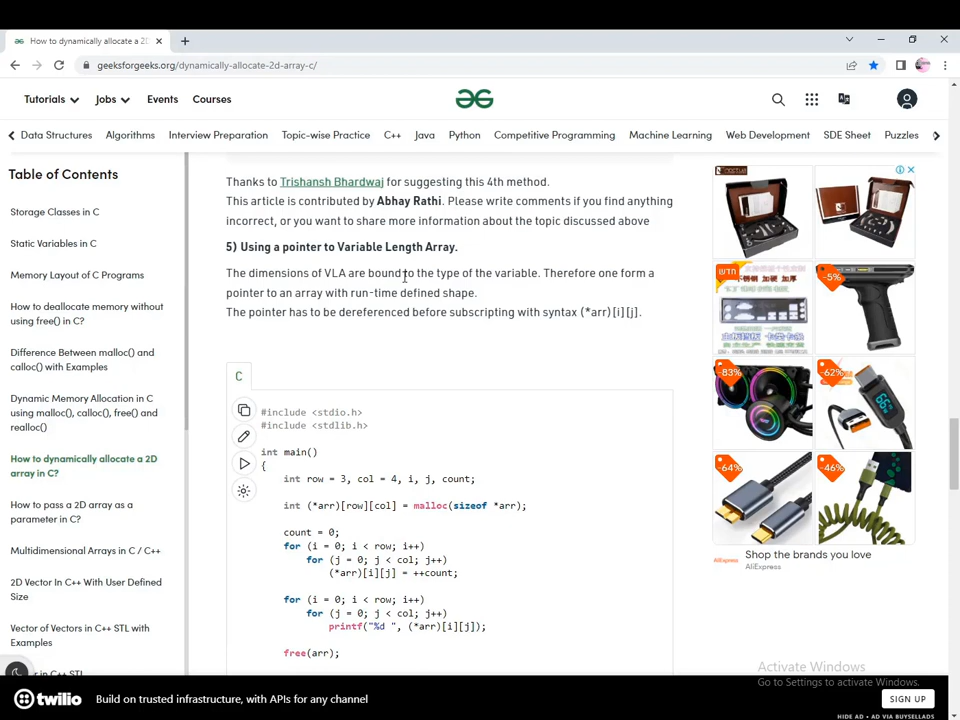 How to dynamically allocate a 2D
geeksforgeeks.org/dynamically-allocate-2d-array-c/
Tutorials
Jobs
Events
Courses
Data Structures
Algorithms
Interview Preparation
Topic-wise Practice
C++
Java
Python
Competitive Programming
Machine Learning
Web Development
SDE Sheet
Puzzles
Table of Contents
Storage Classes in C
Static Variables in C
Memory Layout of C Programs
How to deallocate memory without
using free() in C?
Difference Between malloc() and
calloc() with Examples
Dynamic Memory Allocation in C
using malloc(), calloc(), free() and
realloc()
How to dynamically allocate a 2D
array in C?
How to pass a 2D array as a
parameter in C?
Multidimensional Arrays in C / C++
2D Vector In C++ With User Defined
Size
Vector of Vectors in C++ STL with
Examples
in C++ STL
Thanks to Trishansh Bhardwaj for suggesting this 4th method.
This article is contributed by Abhay Rathi. Please write comments if you find anything
incorrect, or you want to share more information about the topic discussed above
5) Using a pointer to Variable Length Array.
The dimensions of VLA are bound to the type of the variable. Therefore one form a
pointer to an array with run-time defined shape.
The pointer has to be dereferenced before subscripting with syntax (*arr)[i][j].
C
#include <stdio.h>
#include <stdlib.h>
int main()
{
int row = 3, col = 4, i, j, count;
int (*arr)[row][col] = malloc(sizeof *arr);
count = 0;
for (i = 0; i < row; i++)
for (j = 0; j < col; j++)
(*arr)[i][j] = ++count;
for (i = 0; i < row; i++)
for (j = 0; j < col; j++)
printf("%d ", (*arr)[i][j]);
free(arr);
חדש
-5%
-83%
-62%
66W
-64%
-46%
Shop the brands you love
AliExpress
AliExpress
Activate Windows
Go to Settings to activate Windows.
twilio
Build on trusted infrastructure, with APIs for any channel
SIGN UP
HIDE AD • AD VIA BUYSELLADS